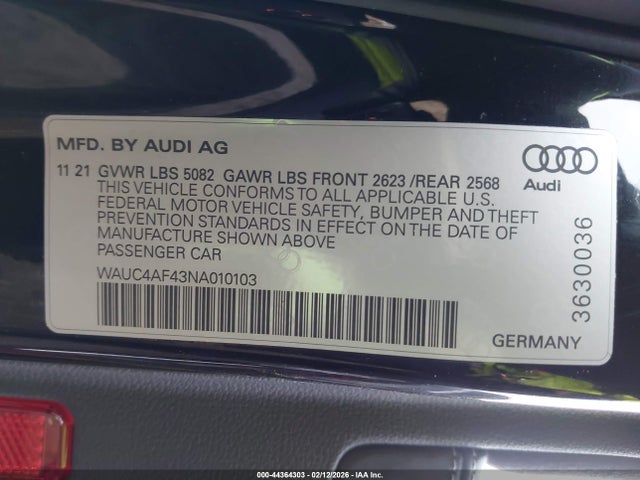 MFD. BY AUDI AG
11 21 GVWR LBS 5082 GAWR LBS FRONT 2623 /REAR 2568
THIS VEHICLE CONFORMS TO ALL APPLICABLE U.S.
FEDERAL MOTOR VEHICLE SAFETY, BUMPER AND THEFT
PREVENTION STANDARDS IN EFFECT ON THE DATE OF
MANUFACTURE SHOWN ABOVE
PASSENGER CAR
WAUC4AF43NA010103
Audi
3630036
GERMANY
000-44364303 - 02/12/2026 - IAA Inc.